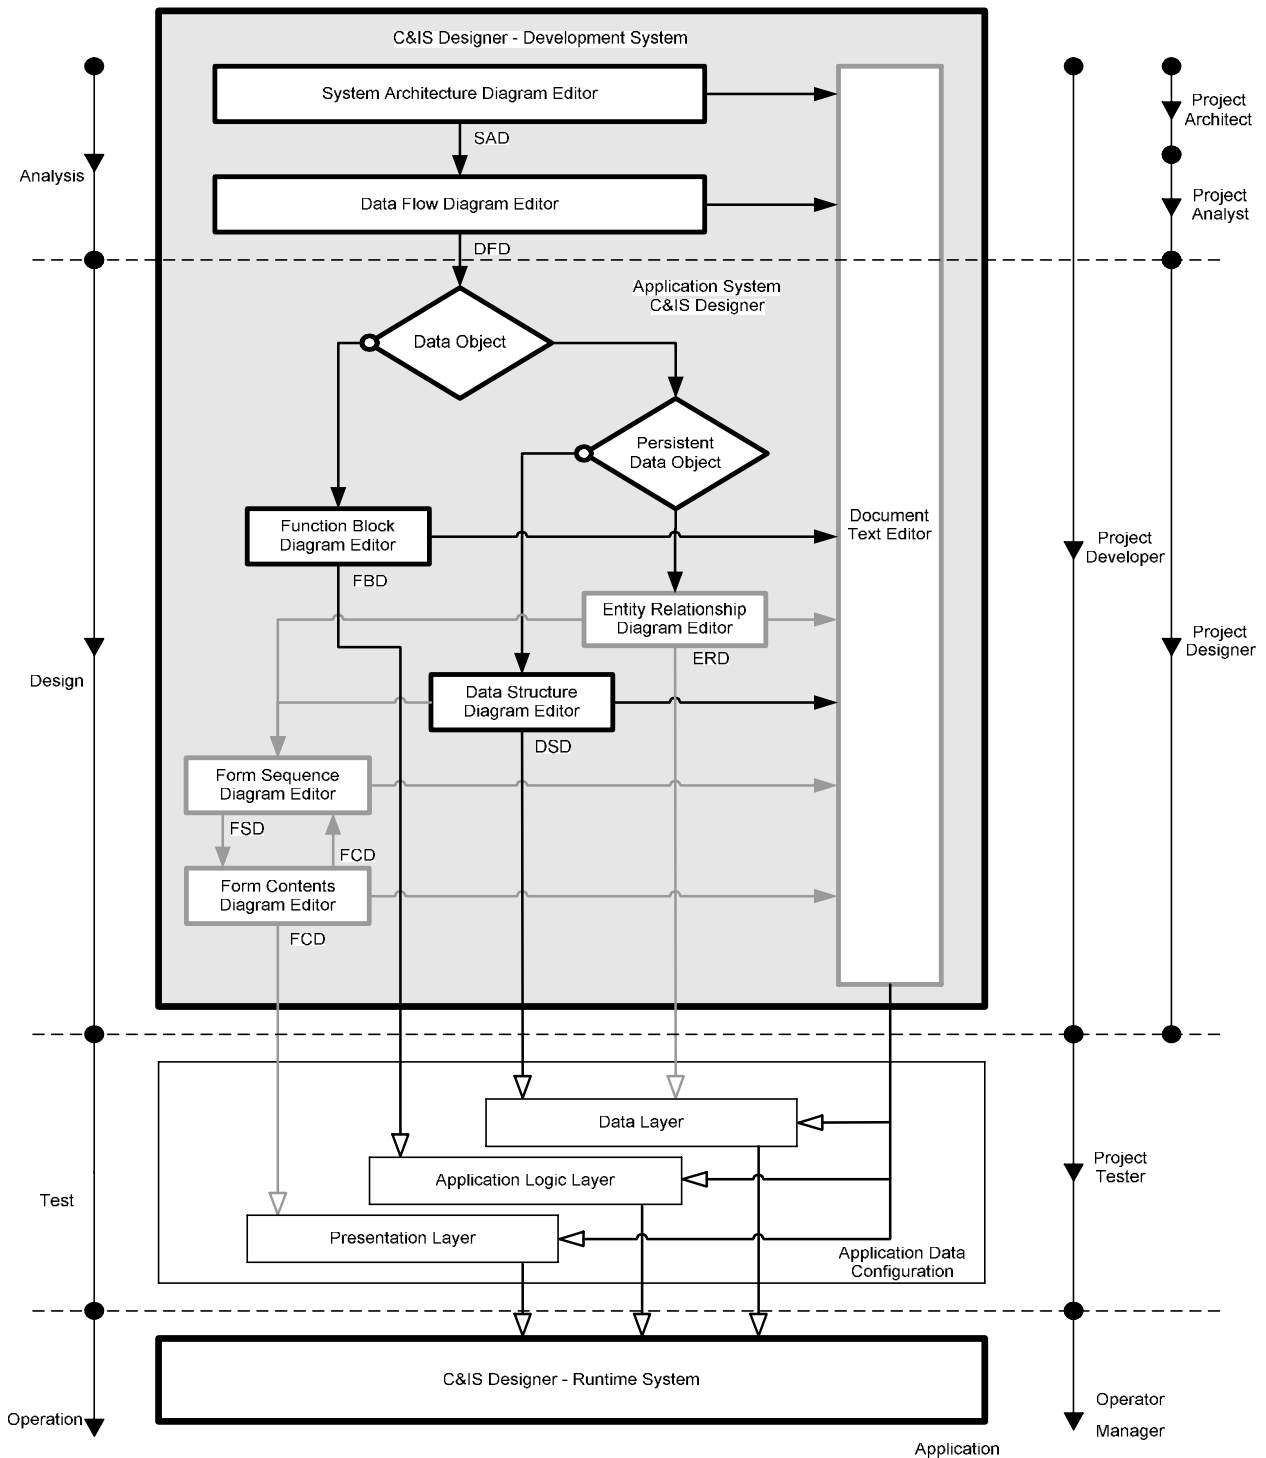 C&IS Designer - Development System
System Architecture Diagram Editor
Project
Architect
SAD
Analysis
Data Flow Diagram Editor
Project
Analyst
DFD
Application System
C&IS Designer
Data Object
Persistent
Data Object
Function Block
Diagram Editor
Document
Text Editor
Project
Developer
FBD
Entity Relationship
Diagram Editor
ERD
Project
Designer
Design
Data Structure
Diagram Editor
DSD
Form Sequence
Diagram Editor
FSD
FCD
Form Contents
Diagram Editor
FCD
Data Layer
Application Logic Layer
Project
Tester
Test
Presentation Layer
Application Data
Configuration
C&IS Designer - Runtime System
Operation
Operator
Manager
Application